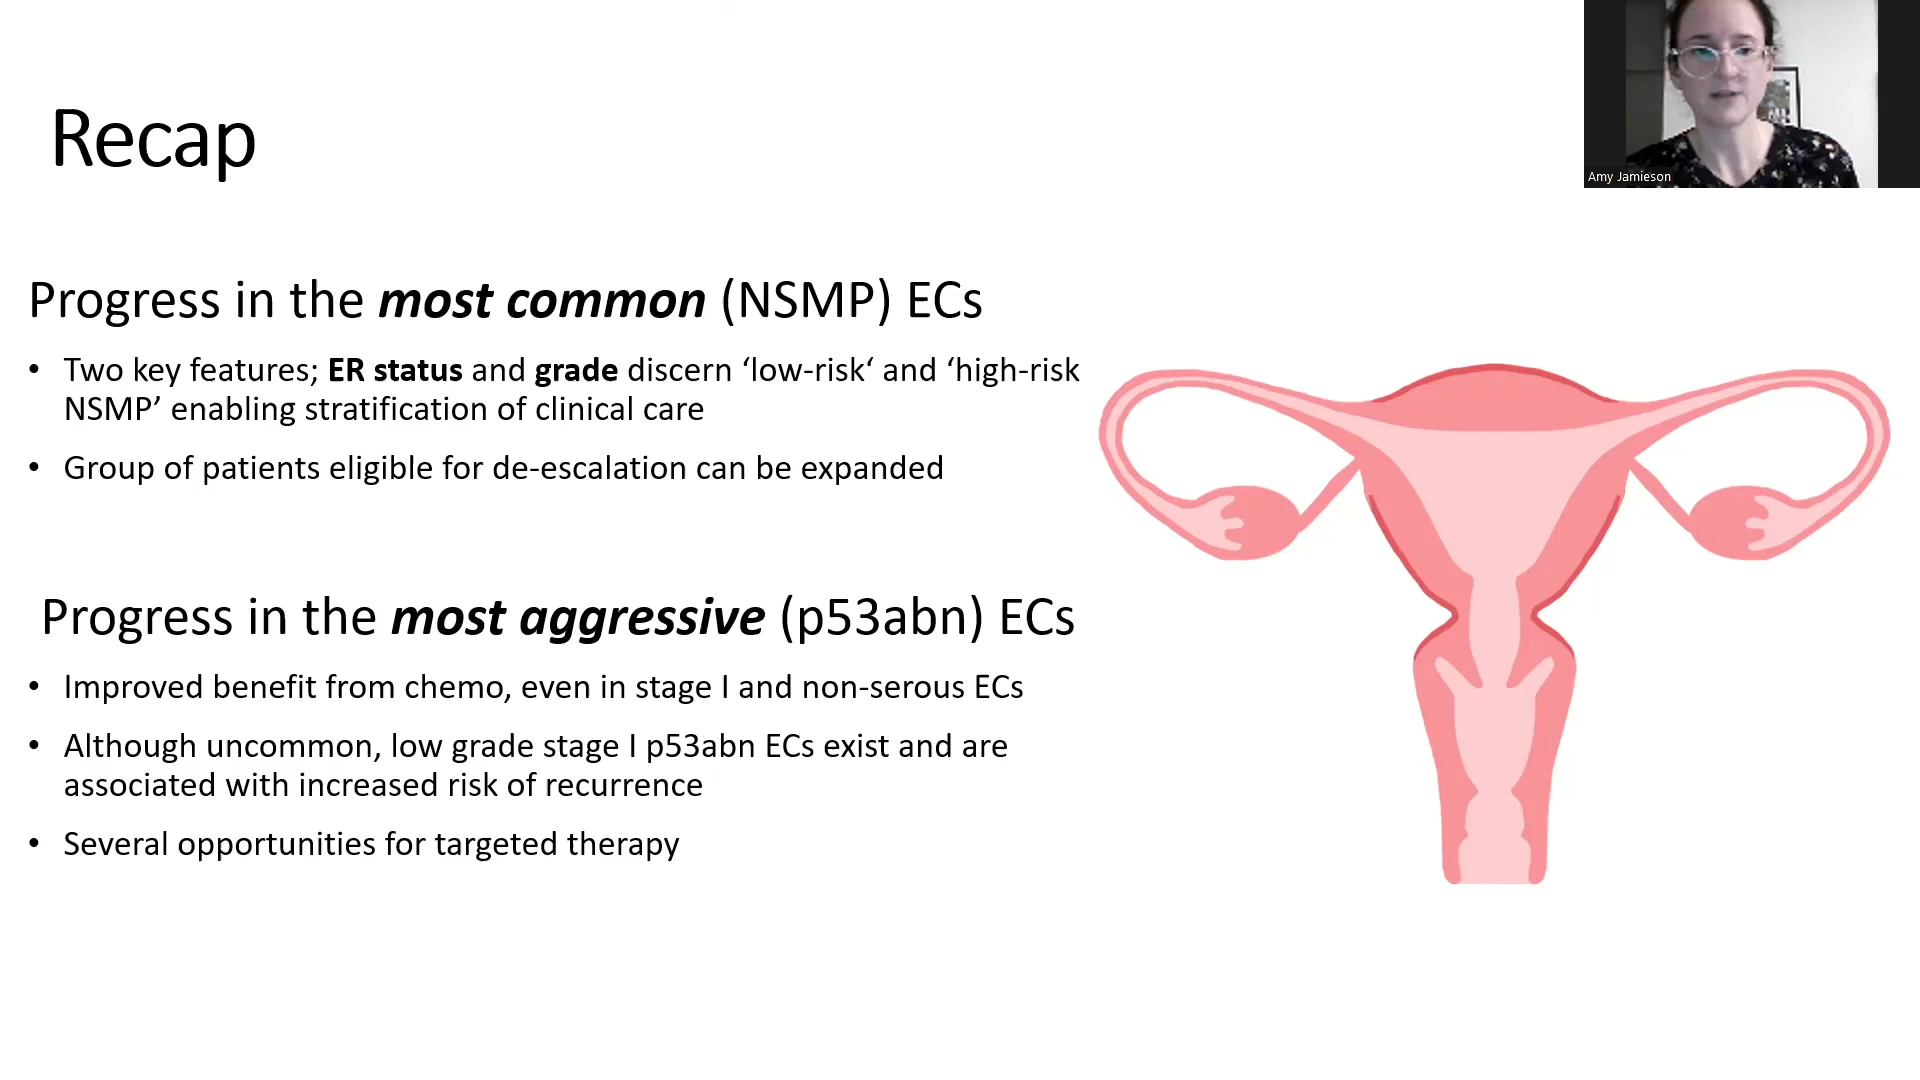 Recap
Amy Jamieson
Progress in the most common (NSMP) ECs
• Two key features; ER status and grade discern ‘low-risk‘ and ‘high-risk
NSMP’ enabling stratification of clinical care
• Group of patients eligible for de-escalation can be expanded
Progress in the most aggressive (p53abn) ECs
• Improved benefit from chemo, even in stage I and non-serous ECs
• Although uncommon, low grade stage I p53abn ECs exist and are
associated with increased risk of recurrence
• Several opportunities for targeted therapy